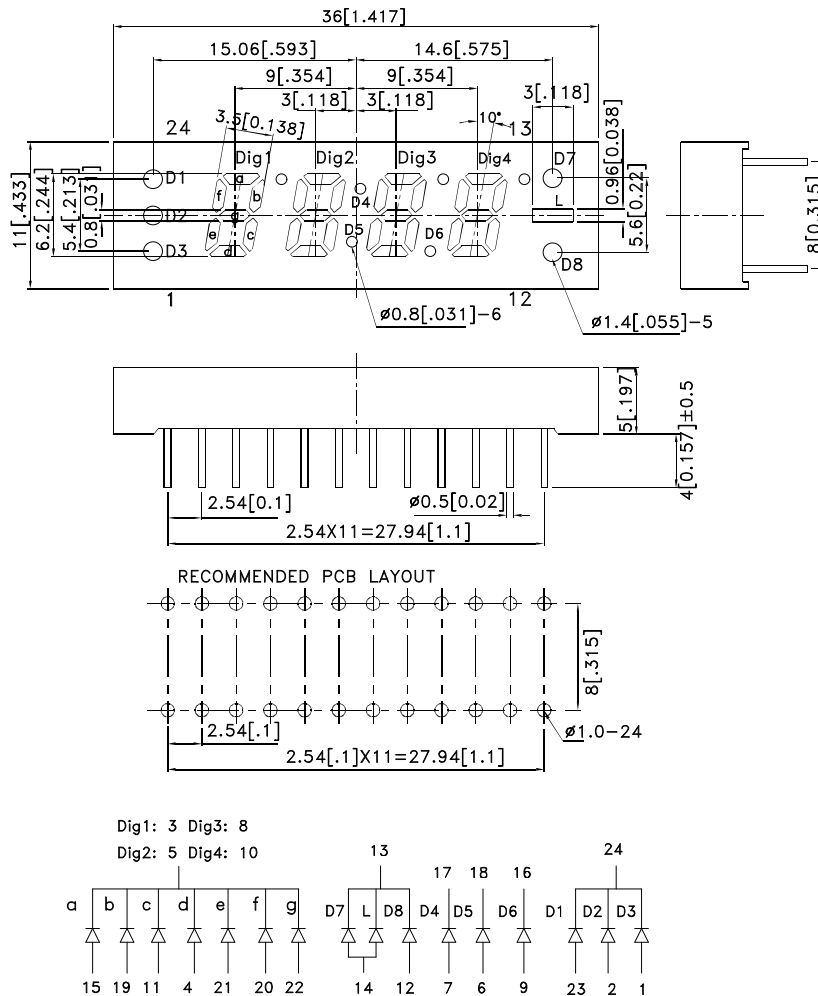 36[1.417]
15.06[.593] 14.6[.575]
9[.354] 9[.354]
3[.118] 3[.118] 3[.118]
24 3.5[0.138] 10° 13
Dig1 Dig2 Dig3 Dig4 D7
D1 a
f b D4 L
D2 g
D5 D6
e c
D3 d D8
11[.433]
6.2[.244]
5.4[.213]
0.96[0.038]
5.6[0.22]
8[0.315]
1 12
ø0.8[.031]-6
ø1.4[.055]-5
5[.197]
4[0.157]±0.5
2.54[0.1] ø0.5[0.02]
2.54X11=27.94[1.1]
RECOMMENDED PCB LAYOUT
8[.315]
2.54[.1] ø1.0-24
2.54[.1]X11=27.94[1.1]
Dig1: 3 Dig3: 8
Dig2: 5 Dig4: 10
13 24
17 18 16
a b c d e f g D7 L D8 D4 D5 D6 D1 D2 D3
15 19 11 4 21 20 22 14 12 7 6 9 23 2 1